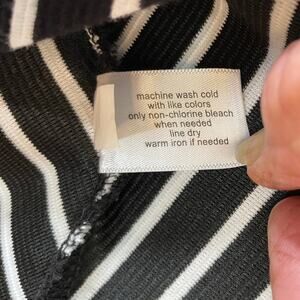 machine wash cold
with like colors
only non-chlorine bleach
when needed
line dry
warm iron if needed